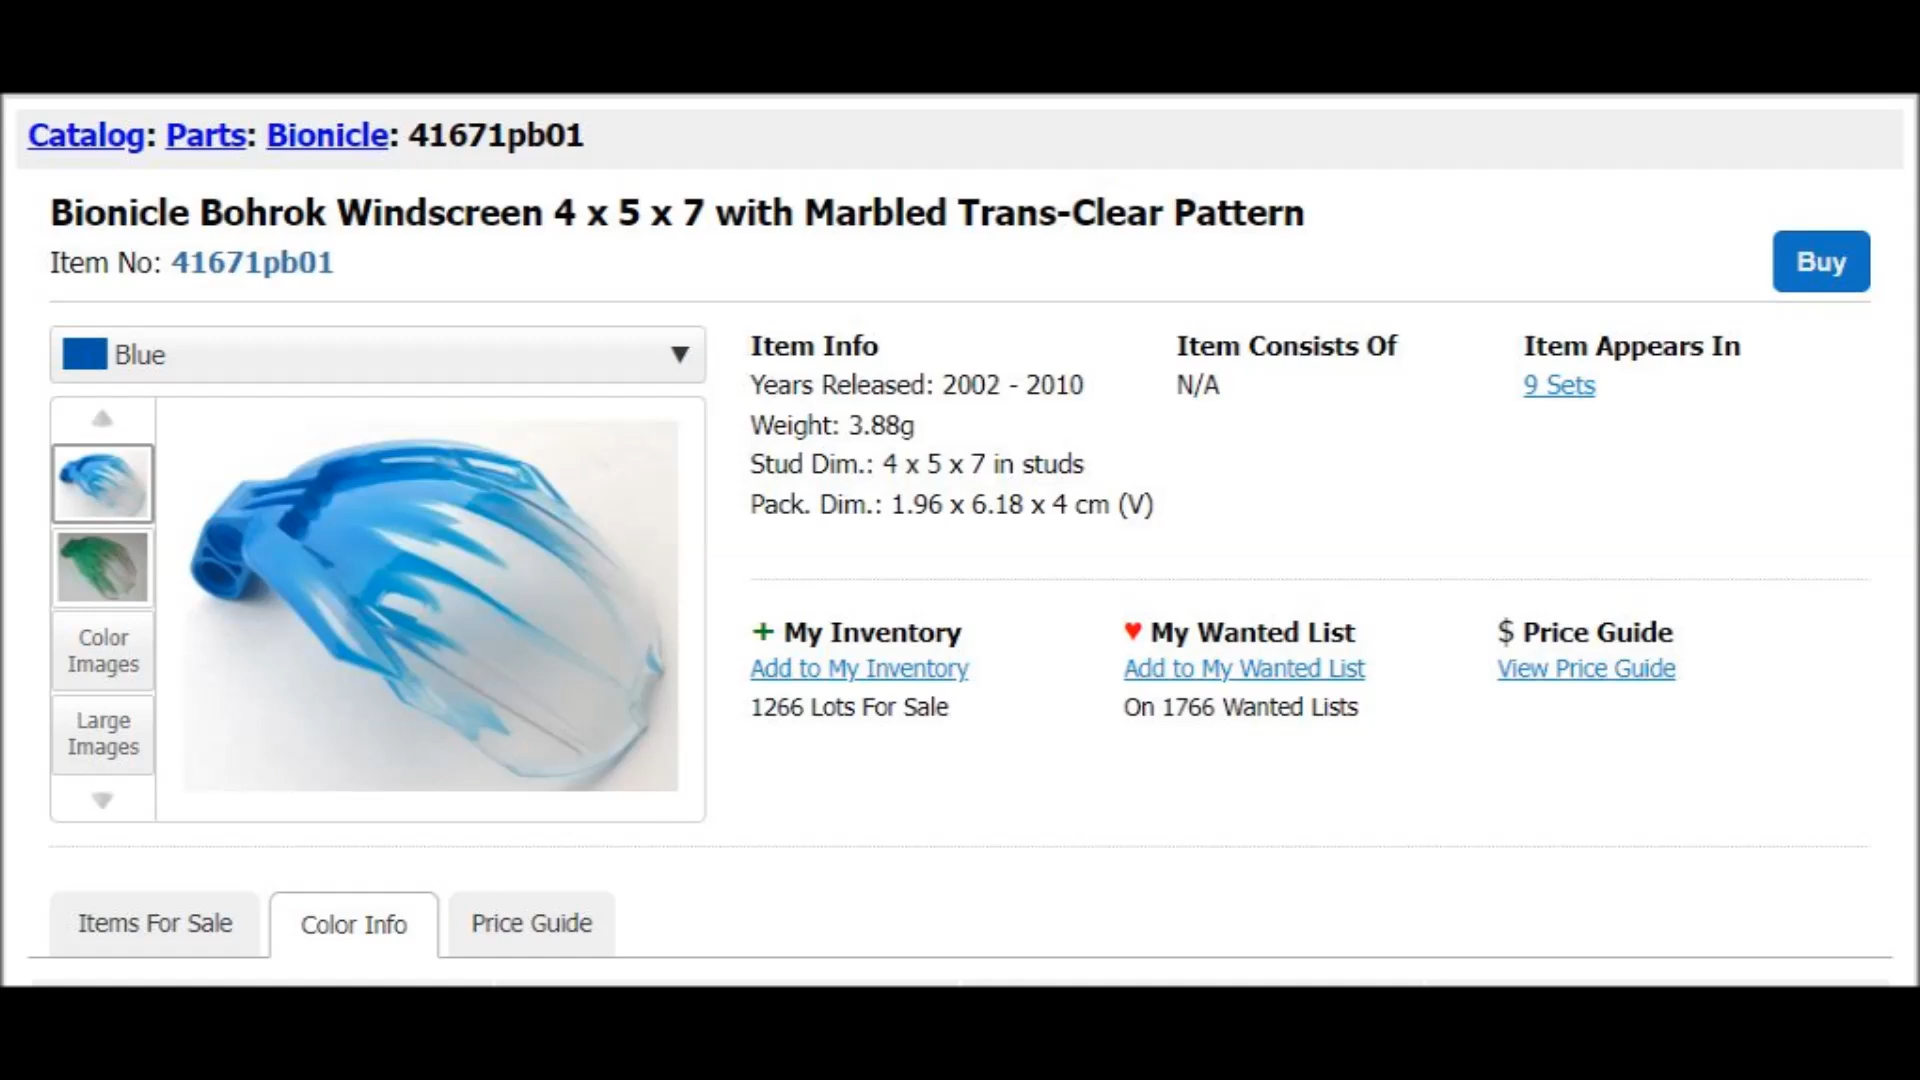 Catalog: Parts: Bionicle: 41671pb01
Bionicle Bohrok Windscreen 4 x 5 x 7 with Marbled Trans-Clear Pattern
Item No: 41671pb01
Buy
Blue
Color
Images
Large
Images
Item Info
Years Released: 2002 - 2010
Weight: 3.88g
Stud Dim.: 4 x 5 x 7 in studs
Pack. Dim.: 1.96 x 6.18 x 4 cm (V)
Item Consists Of
N/A
Item Appears In
9 Sets
+ My Inventory
Add to My Inventory
1266 Lots For Sale
♥ My Wanted List
Add to My Wanted List
On 1766 Wanted Lists
$ Price Guide
View Price Guide
Items For Sale
Color Info
Price Guide